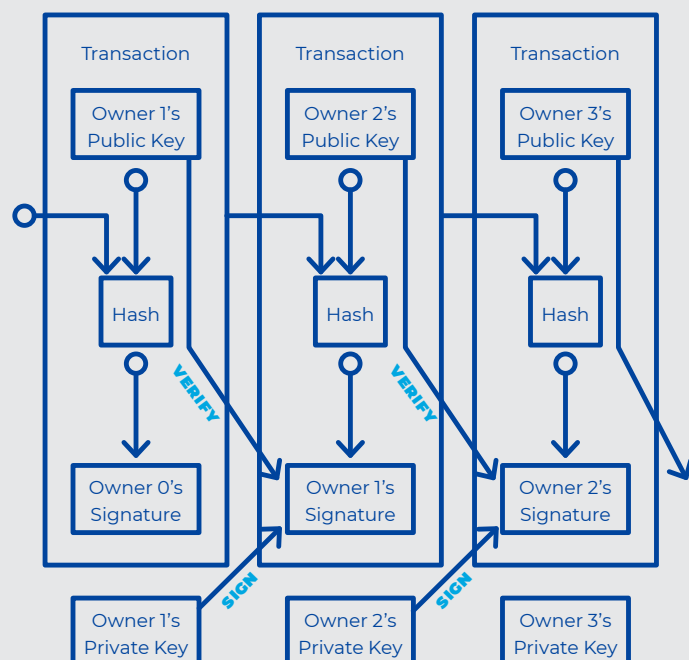 Transaction
Transaction
Transaction
Owner 1's
Public Key
Owner 2's
Public Key
Owner 3's
Public Key
Hash
Hash
Hash
VERIFY
VERIFY
Owner 0's
Signature
Owner 1's
Signature
Owner 2's
Signature
SIGN
SIGN
Owner 1's
Private Key
Owner 2's
Private Key
Owner 3's
Private Key